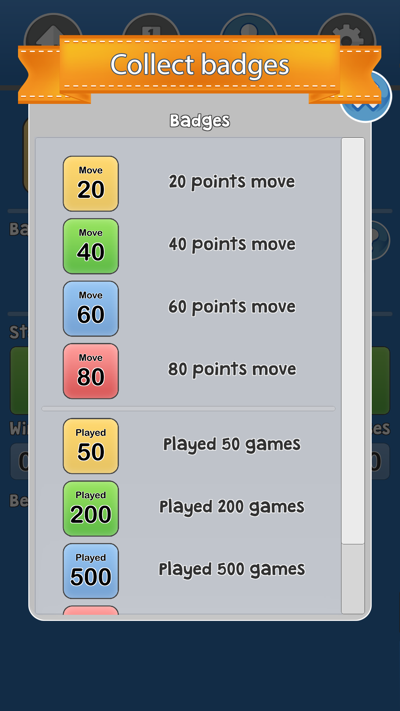 Collect badges
Badges
Move
20
20 points move
Move
40
40 points move
Move
60
60 points move
Move
80
80 points move
Played
50
Played 50 games
Played
200
Played 200 games
Played
500
Played 500 games